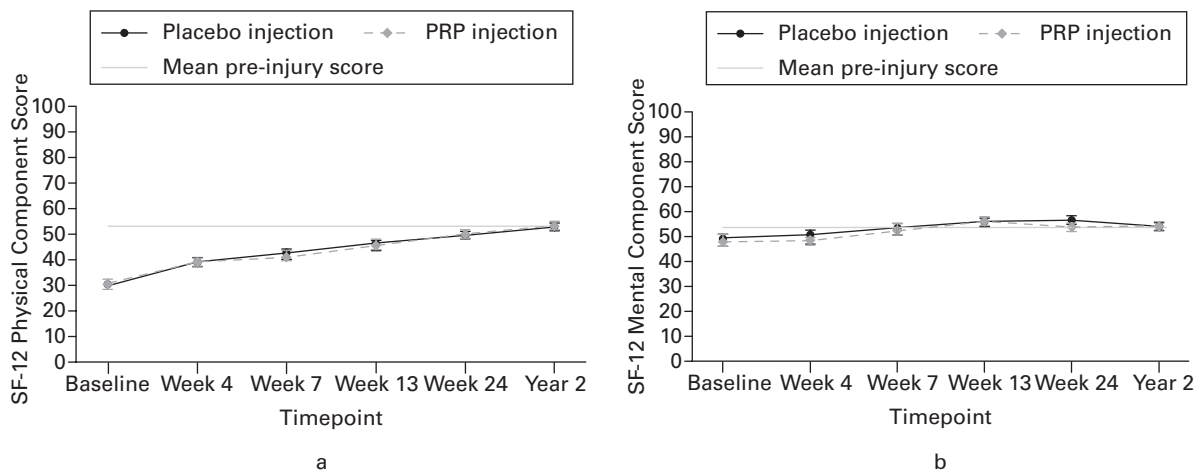 Placebo injection PRP injection
Mean pre-injury score
SF-12 Physical Component Score
100
90
80
70
60
50
40
30
20
10
0
Baseline Week 4 Week 7 Week 13 Week 24 Year 2
Timepoint
a
Placebo injection PRP injection
Mean pre-injury score
SF-12 Mental Component Score
100
90
80
70
60
50
40
30
20
10
0
Baseline Week 4 Week 7 Week 13 Week 24 Year 2
Timepoint
b